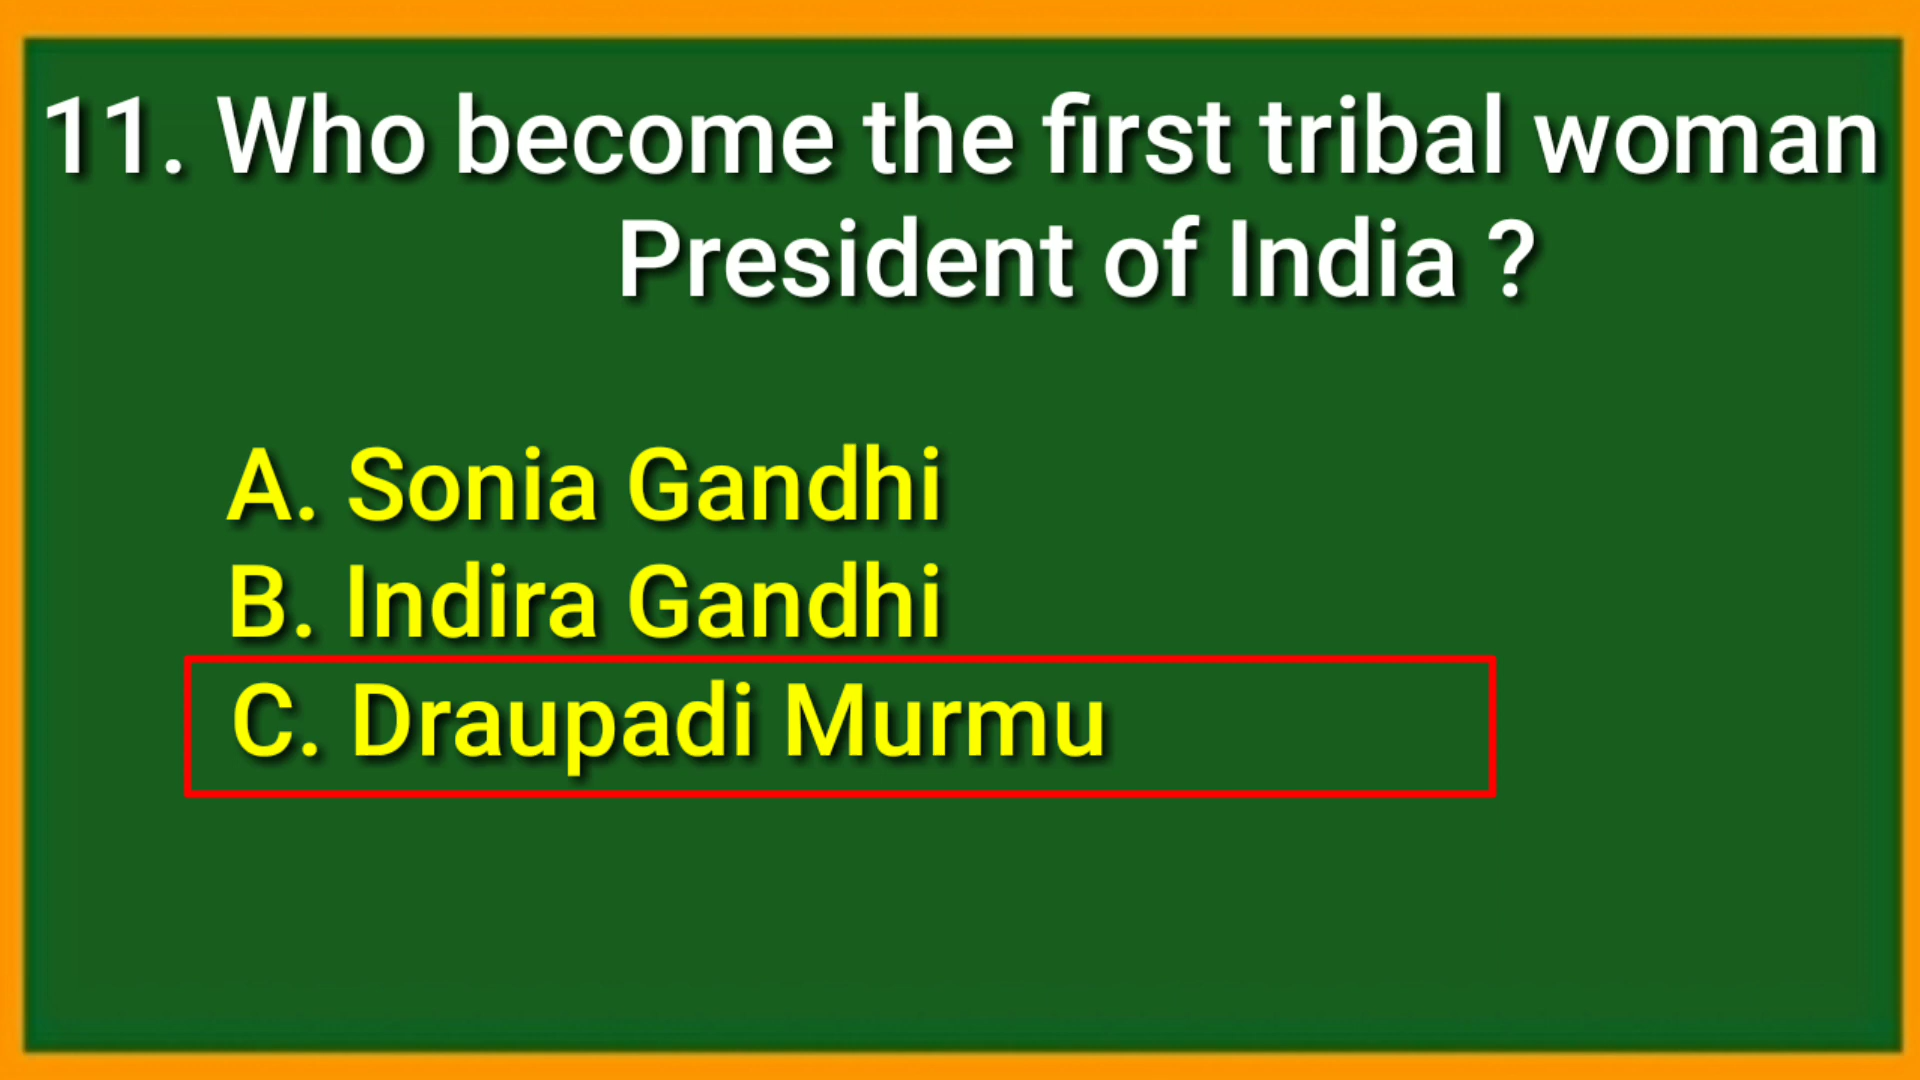 11. Who become the first tribal woman
President of India ?
A. Sonia Gandhi
B. Indira Gandhi
C. Draupadi Murmu